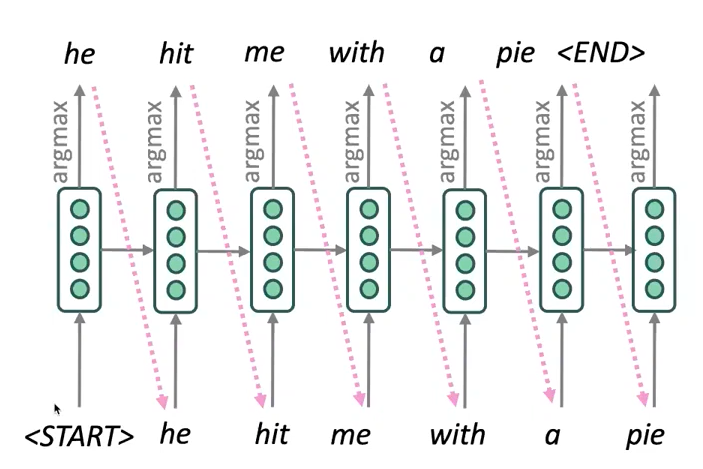 he hit me with a pie <END>
argmax argmax argmax argmax argmax argmax argmax
<START> he hit me with a pie